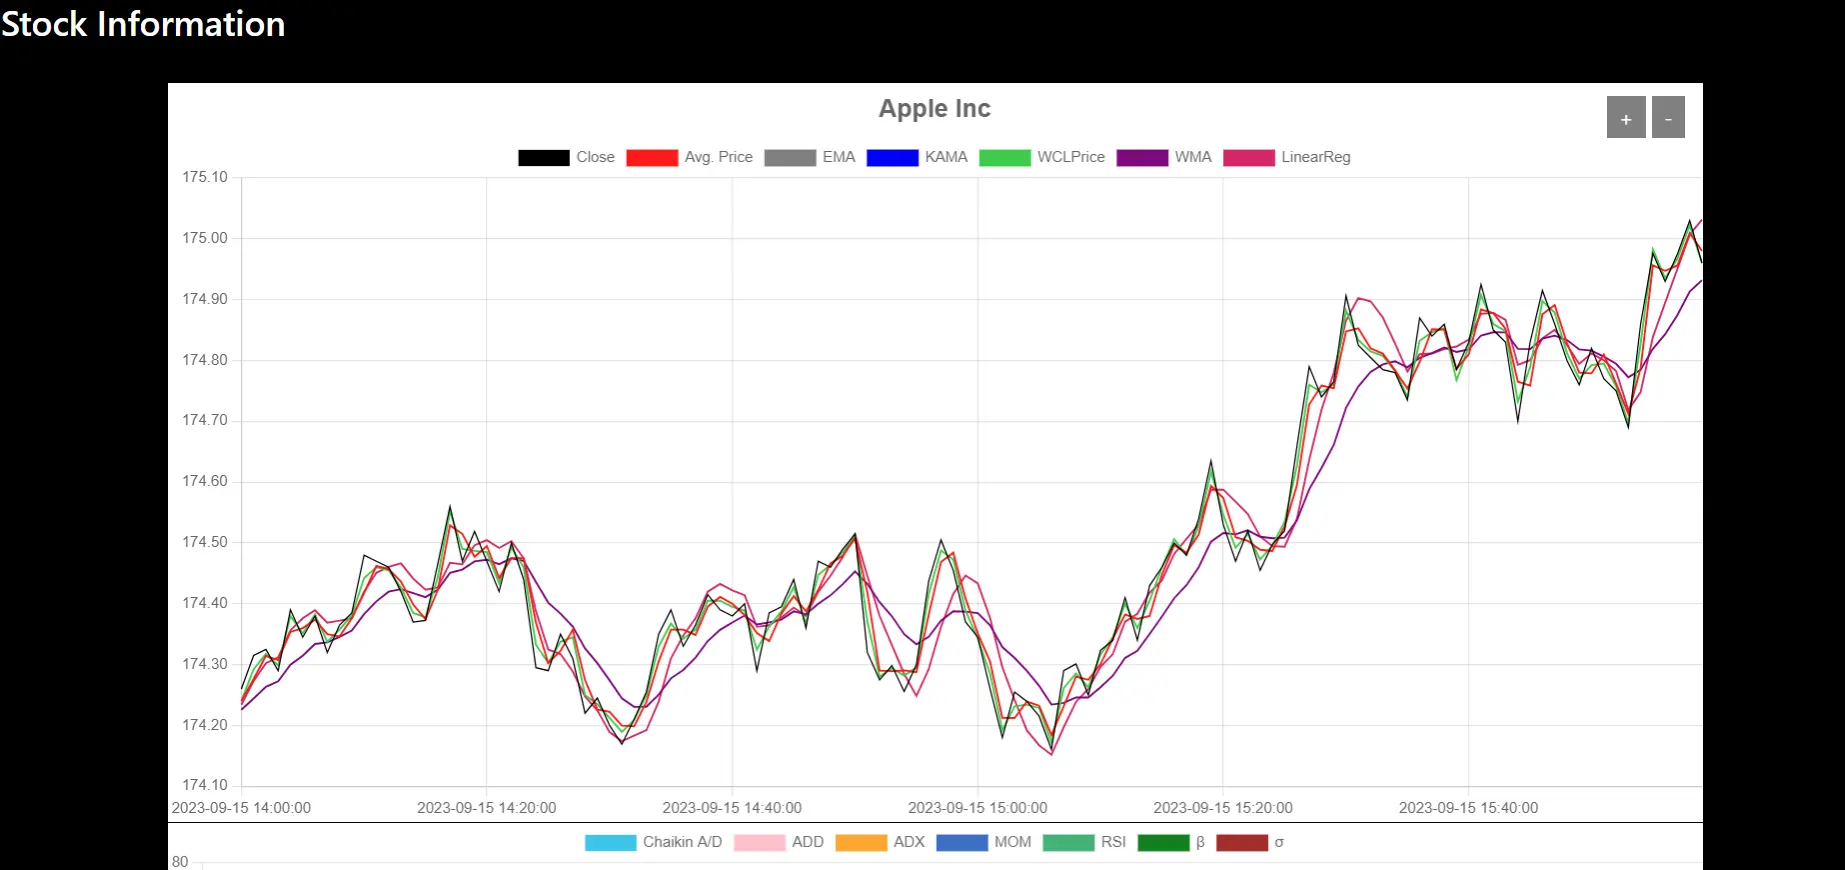 Stock Information
Apple Inc
+ -
Close Avg. Price EMA KAMA WCLPrice WMA LinearReg
175.10
175.00
174.90
174.80
174.70
174.60
174.50
174.40
174.30
174.20
174.10
2023-09-15 14:00:00 2023-09-15 14:20:00 2023-09-15 14:40:00 2023-09-15 15:00:00 2023-09-15 15:20:00 2023-09-15 15:40:00
Chaikin A/D ADD ADX MOM RSI β σ
80